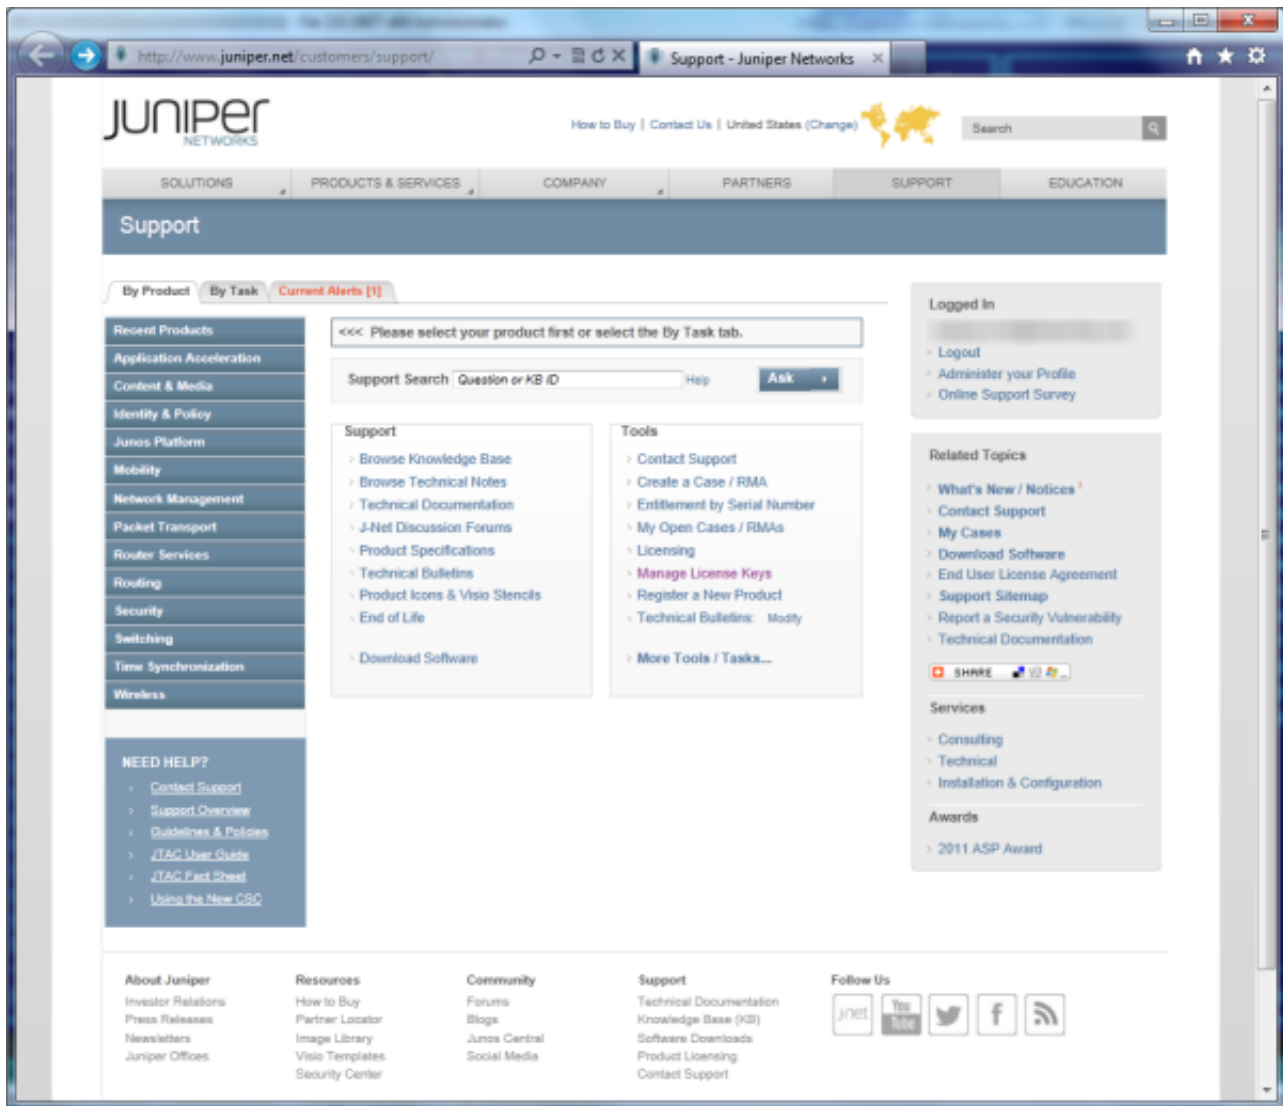 http://www.juniper.net/customers/support/
Support - Juniper Networks
JUNIPER
NETWORKS
How to Buy | Contact Us | United States (Change)
Search
SOLUTIONS
PRODUCTS & SERVICES
COMPANY
PARTNERS
SUPPORT
EDUCATION
Support
By Product
By Task
Current Alerts [1]
Recent Products
Application Acceleration
Content & Media
Identity & Policy
Junos Platform
Mobility
Network Management
Packet Transport
Router Services
Routing
Security
Switching
Time Synchronization
Wireless
<<< Please select your product first or select the By Task tab.
Support Search
Question or KB ID
Help
Ask
Support
Browse Knowledge Base
Browse Technical Notes
Technical Documentation
J-Net Discussion Forums
Product Specifications
Technical Bulletins
Product Icons & Visio Stencils
End of Life
Download Software
Tools
Contact Support
Create a Case / RMA
Entitlement by Serial Number
My Open Cases / RMAs
Licensing
Manage License Keys
Register a New Product
Technical Bulletins: Modify
More Tools / Tasks...
Logged In
Logout
Administer your Profile
Online Support Survey
Related Topics
What's New / Notices !
Contact Support
My Cases
Download Software
End User License Agreement
Support Sitemap
Report a Security Vulnerability
Technical Documentation
SHARE
Services
Consulting
Technical
Installation & Configuration
Awards
2011 ASP Award
NEED HELP?
Contact Support
Support Overview
Guidelines & Policies
JTAC User Guide
JTAC Fact Sheet
Using the New CSC
About Juniper
Investor Relations
Press Releases
Newsletters
Juniper Offices
Resources
How to Buy
Partner Locator
Image Library
Visio Templates
Security Center
Community
Forums
Blogs
Junos Central
Social Media
Support
Technical Documentation
Knowledge Base (KB)
Software Downloads
Product Licensing
Contact Support
Follow Us
J-net
You
Tube